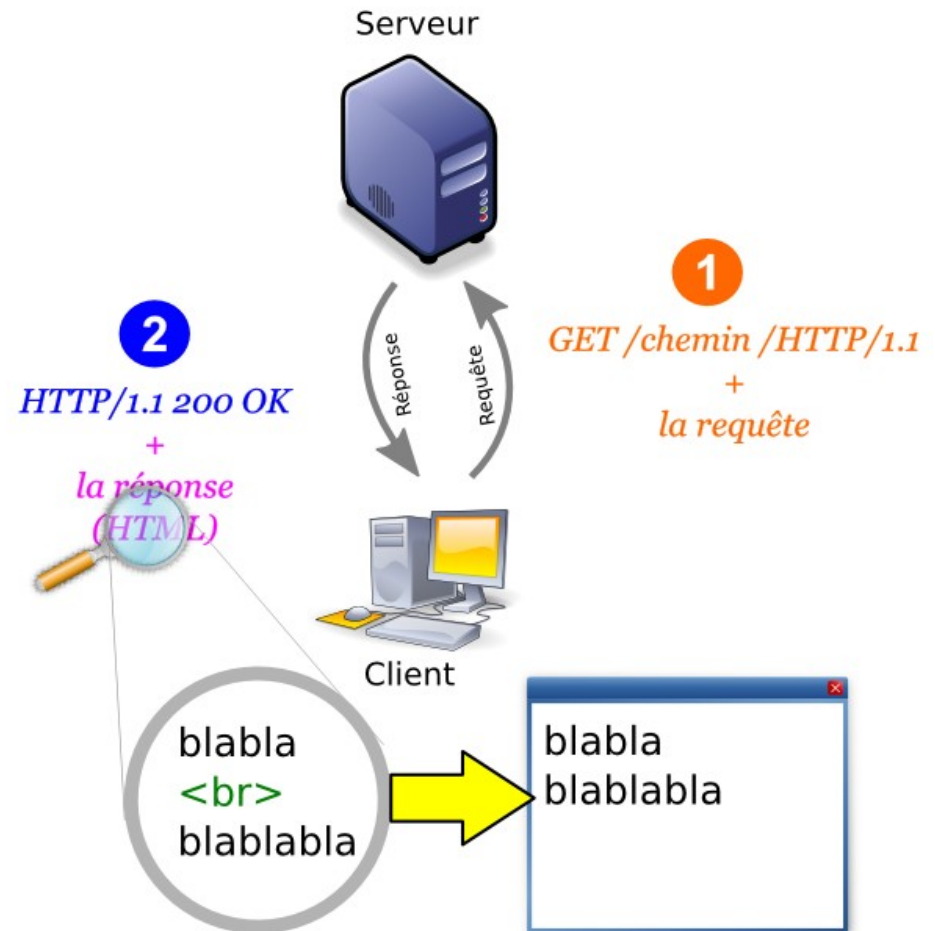 Serveur
1
GET /chemin /HTTP/1.1
+
la requête
2
HTTP/1.1 200 OK
+
la réponse
(HTML)
Réponse
Requête
Client
blabla
<br>
blablabla
blabla
blablabla